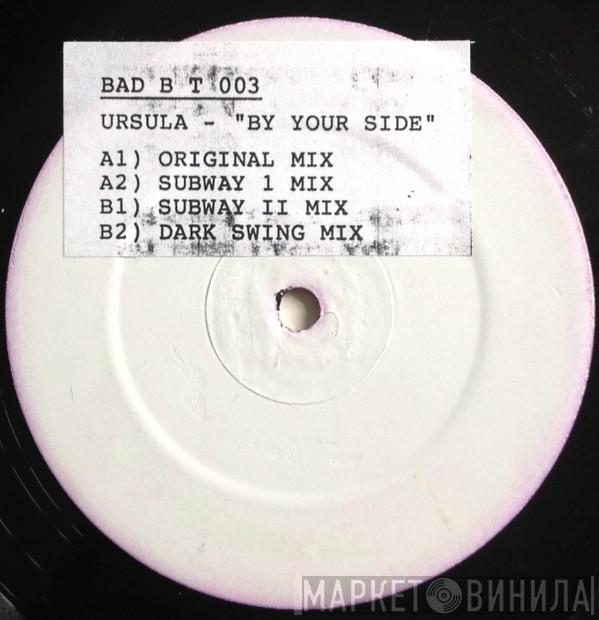 BAD B T 003
URSULA - "BY YOUR SIDE"
A1) ORIGINAL MIX
A2) SUBWAY 1 MIX
B1) SUBWAY II MIX
B2) DARK SWING MIX
МАРКЕТ ВИНИЛА